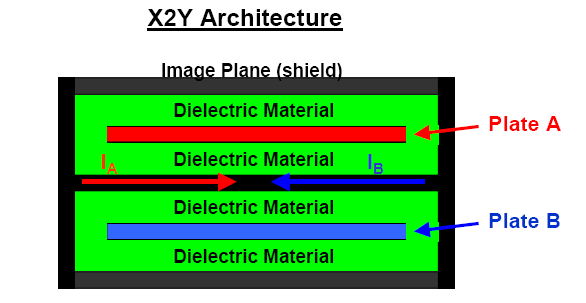 X2Y Architecture
Image Plane (shield)
Dielectric Material
Plate A
Dielectric Material
IA
IB
Dielectric Material
Plate B
Dielectric Material